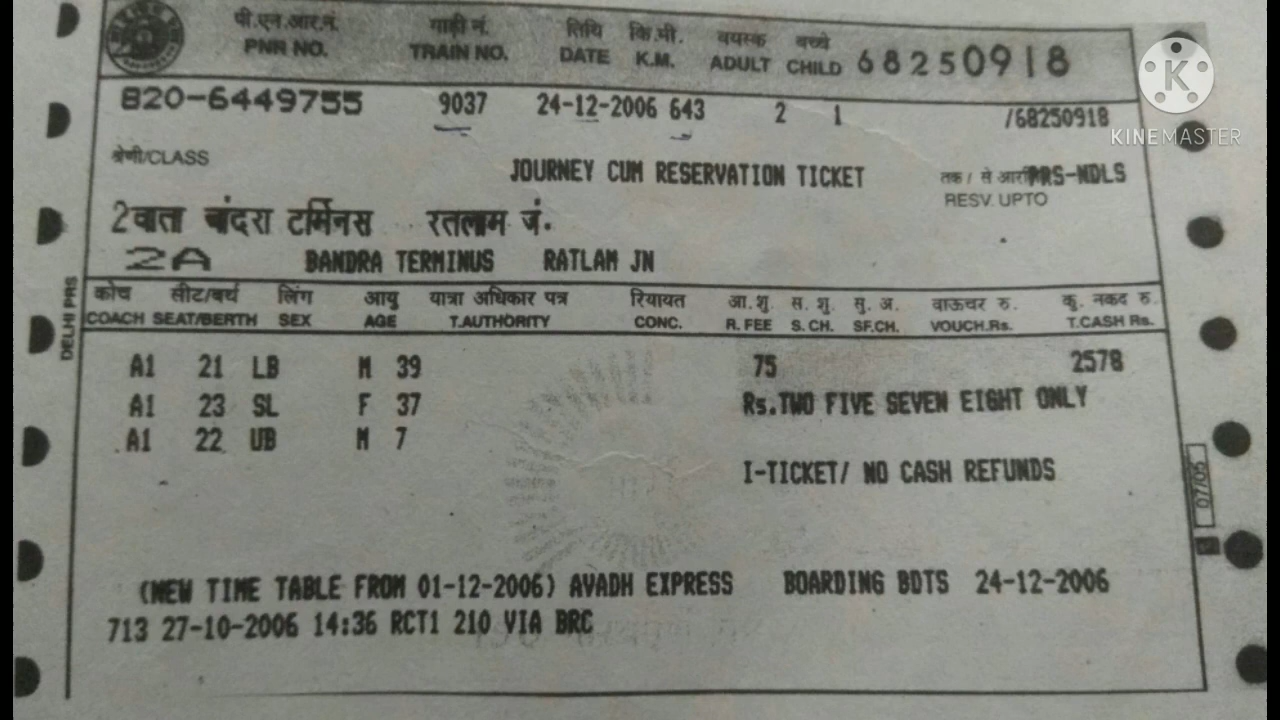 पी.एन.आर.नं. गाड़ी नं. तिथि कि.मी. वयस्क बच्चे
PNR NO. TRAIN NO. DATE K.M. ADULT CHILD 68250918
820-6449755 9037 24-12-2006 643 2 1 /68250918
KINEMASTER
श्रेणी/CLASS JOURNEY CUM RESERVATION TICKET तक / से PRS-NDLS
RESV. UPTO
2वाता बांदरा टर्मिनस रतलाम जं.
2A BANDRA TERMINUS RATLAM JN
कोच सीट/बर्थ लिंग आयु यात्रा अधिकार पत्र रियायत आ.शु. स.शु. सु.अ. वाऊचर रु. कु. नकद रु.
COACH SEAT/BERTH SEX AGE T.AUTHORITY CONC. R. FEE S. CH. SF.CH. VOUCH.Rs. T.CASH Rs.
DELHI PRS
A1 21 LB M 39 75 2578
A1 23 SL F 37 Rs.TWO FIVE SEVEN EIGHT ONLY
A1 22 UB M 7
I-TICKET/ NO CASH REFUNDS
07/05
(NEW TIME TABLE FROM 01-12-2006) AVADH EXPRESS BOARDING BDTS 24-12-2006
713 27-10-2006 14:36 RCT1 210 VIA BRC